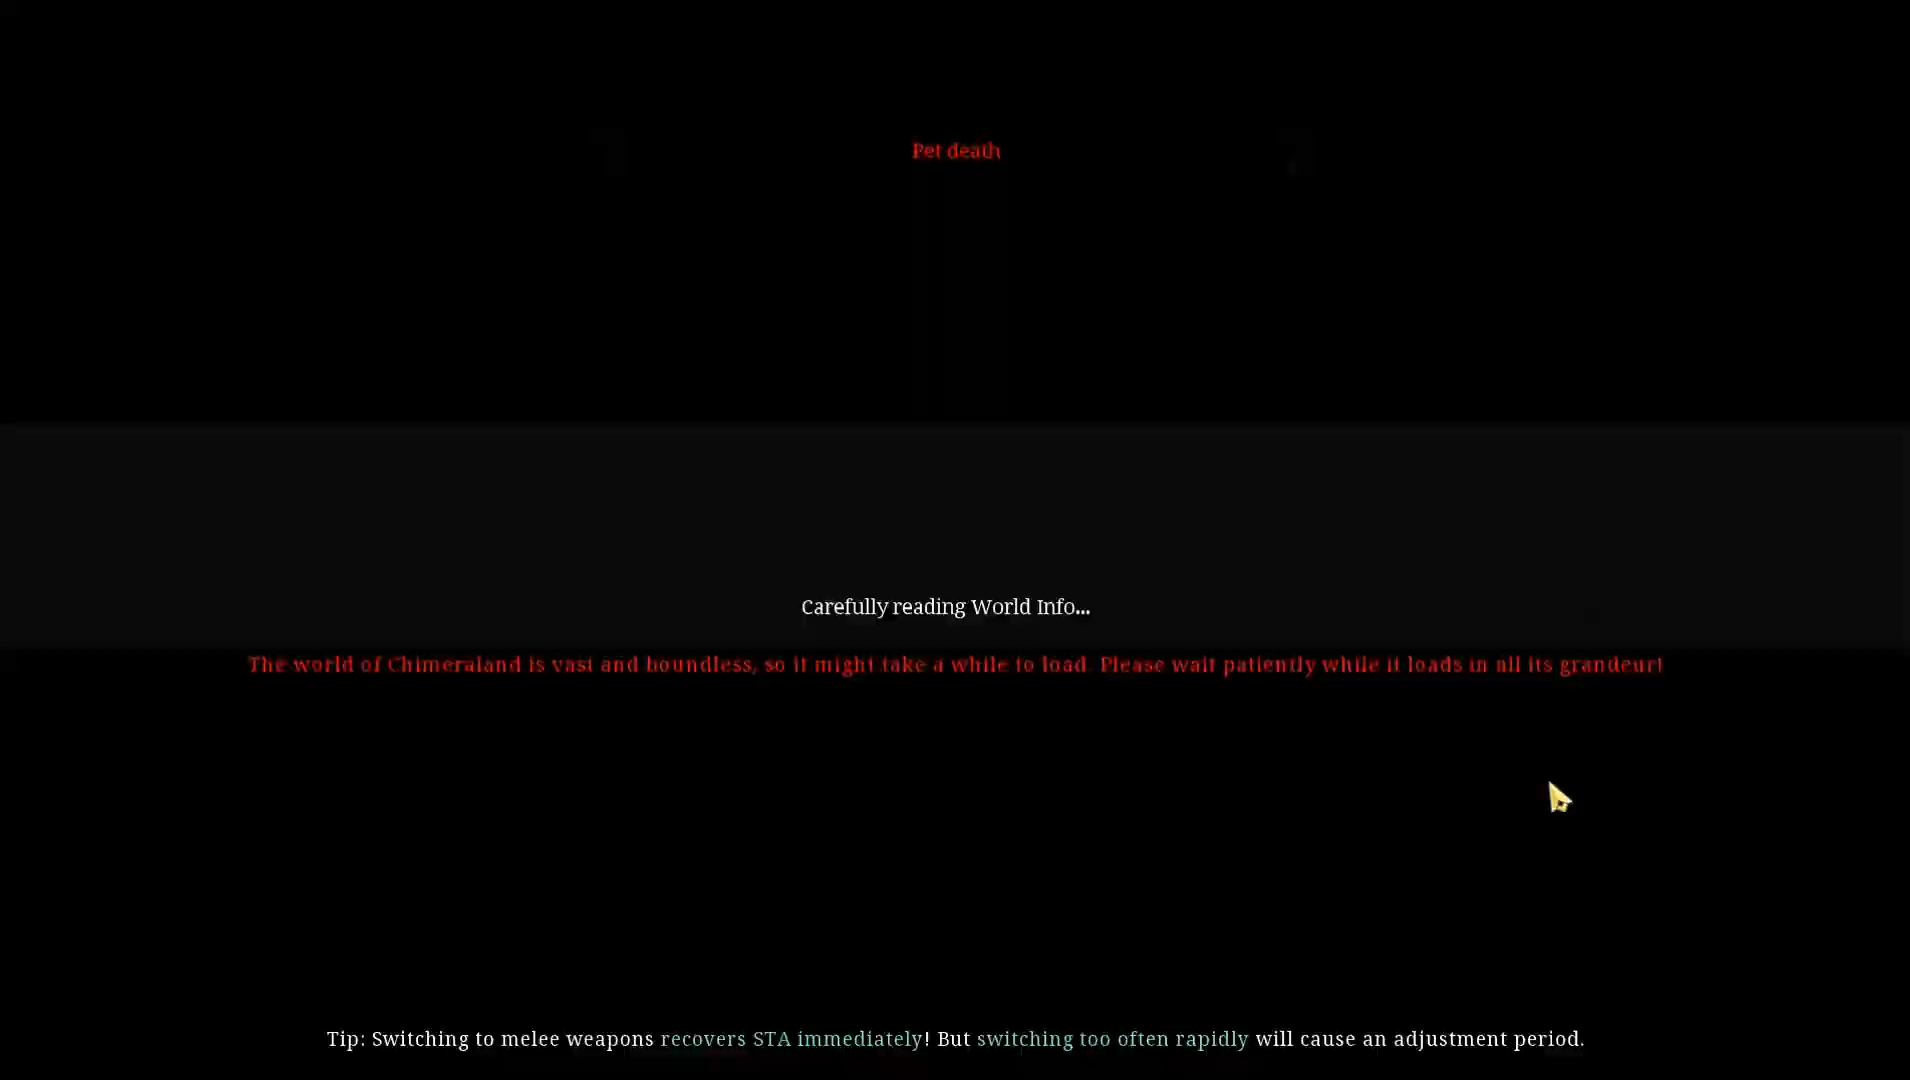 Pet death
Carefully reading World Info...
The world of Chimeraland is vast and boundless, so it might take a while to load. Please wait patiently while it loads in all its grandeur!
Tip: Switching to melee weapons recovers STA immediately! But switching too often rapidly will cause an adjustment period.